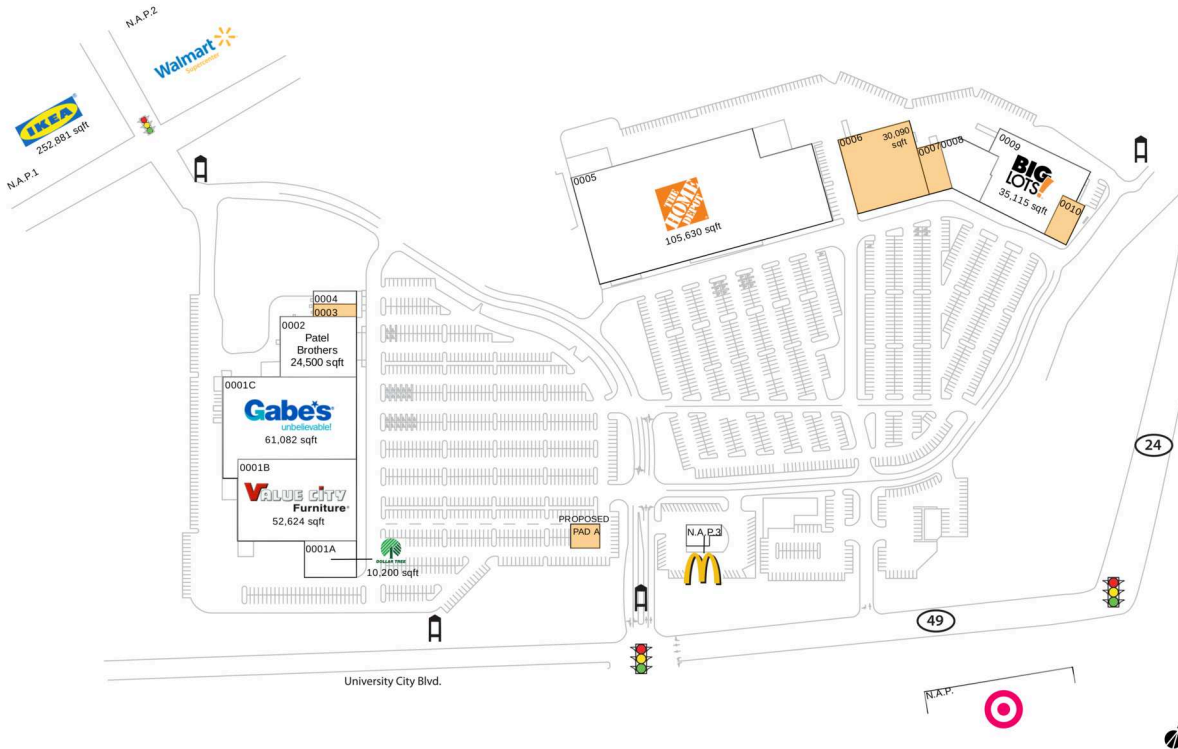 N.A.P.2
Walmart
Supercenter
IKEA
252,881 sqft
N.A.P.1
0005
THE HOME DEPOT
105,630 sqft
0006
30,090
sqft
0007
0008
0009
BIG
LOTS!
35,115 sqft
0010
0004
0003
0002
Patel
Brothers
24,500 sqft
0001C
Gabe's
unbelievable!
61,082 sqft
0001B
VALUE CITY
Furniture
52,624 sqft
0001A
DOLLAR TREE
10,200 sqft
PROPOSED
PAD A
N.A.P.3
24
49
University City Blvd.
N.A.P.